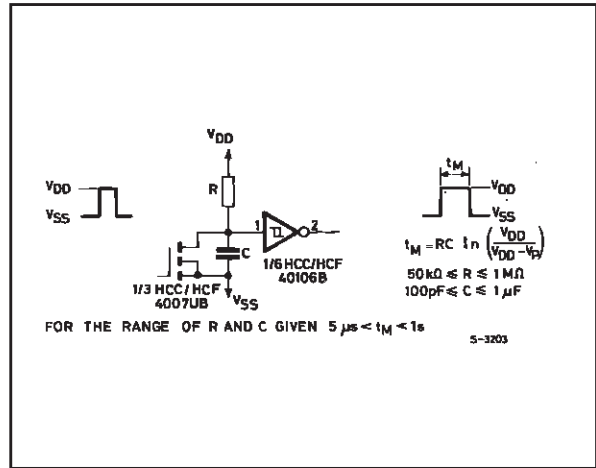 VDD
VDD
VSS
R
1
2
C
1/6 HCC/HCF
40106B
1/3 HCC/HCF
4007UB
VSS
tM
VDD
VSS
tM = RC ln (VDD / VDD - VP)
50kΩ ≤ R ≤ 1MΩ
100pF ≤ C ≤ 1µF
FOR THE RANGE OF R AND C GIVEN 5 µs < tM < 1s
S-3203